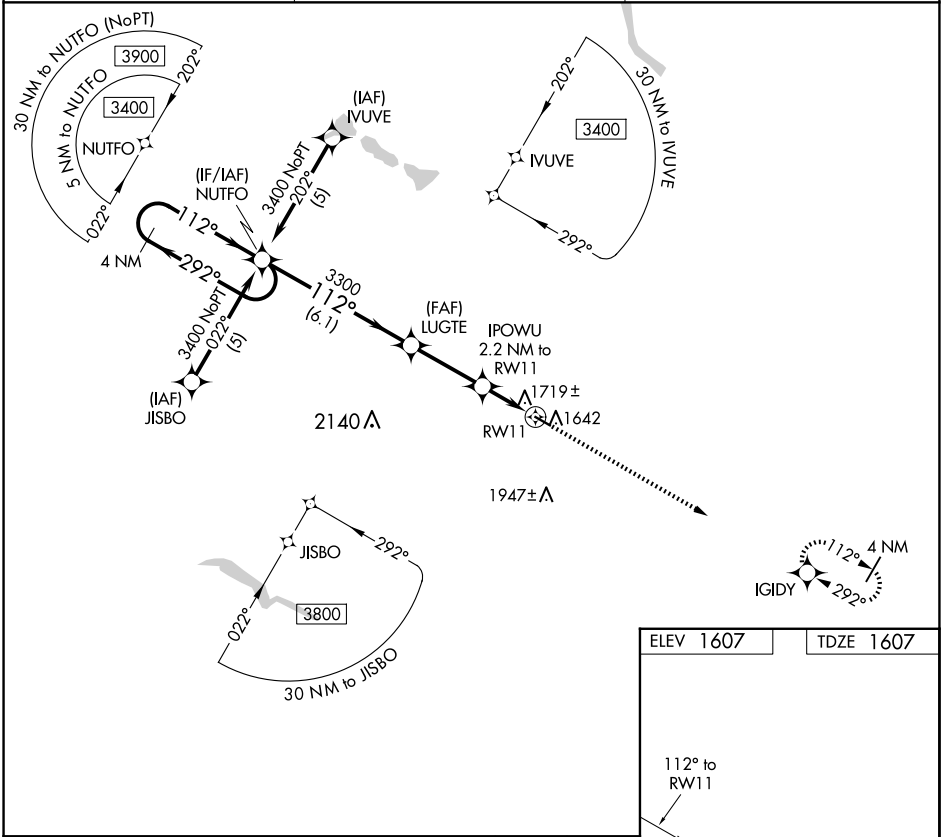 30 NM to NUTFO (NoPT)
3900
202°
5 NM to NUTFO
3400
NUTFO
022°
(IAF)
IVUVE
3400 NoPT
202°
(5)
(IF/IAF)
NUTFO
112°
4 NM
292°
3400 NoPT
022°
(5)
(IAF)
JISBO
3300
112°
(6.1)
(FAF)
LUGTE
IPOWU
2.2 NM to
RW11
1719±
1642
RW11
2140
1947±
202°
30 NM to IVUVE
3400
IVUVE
292°
JISBO
292°
022°
3800
30 NM to JISBO
112°
4 NM
IGIDY
292°
ELEV 1607
TDZE 1607
112° to
RW11